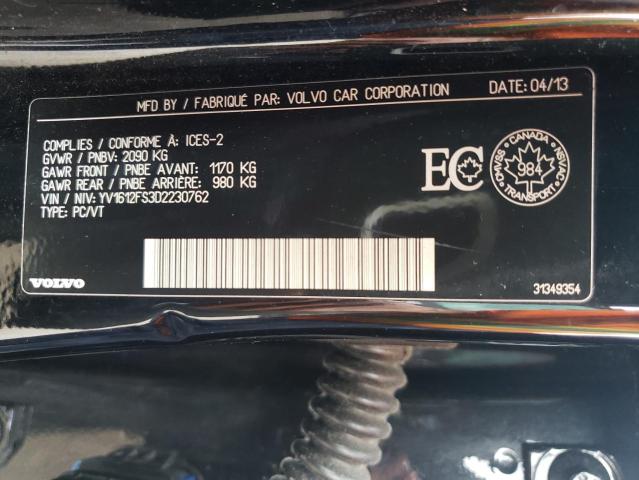 MFD BY / FABRIQUÉ PAR: VOLVO CAR CORPORATION DATE: 04/13
COMPLIES / CONFORME À: ICES-2
GVWR / PNBV: 2090 KG
GAWR FRONT / PNBE AVANT: 1170 KG
GAWR REAR / PNBE ARRIÈRE: 980 KG
VIN / NIV: YV1612FS3D2230762
TYPE: PC/VT
EC
CANADA
CMVSS NSVAC
984
TRANSPORT
VOLVO
31349354